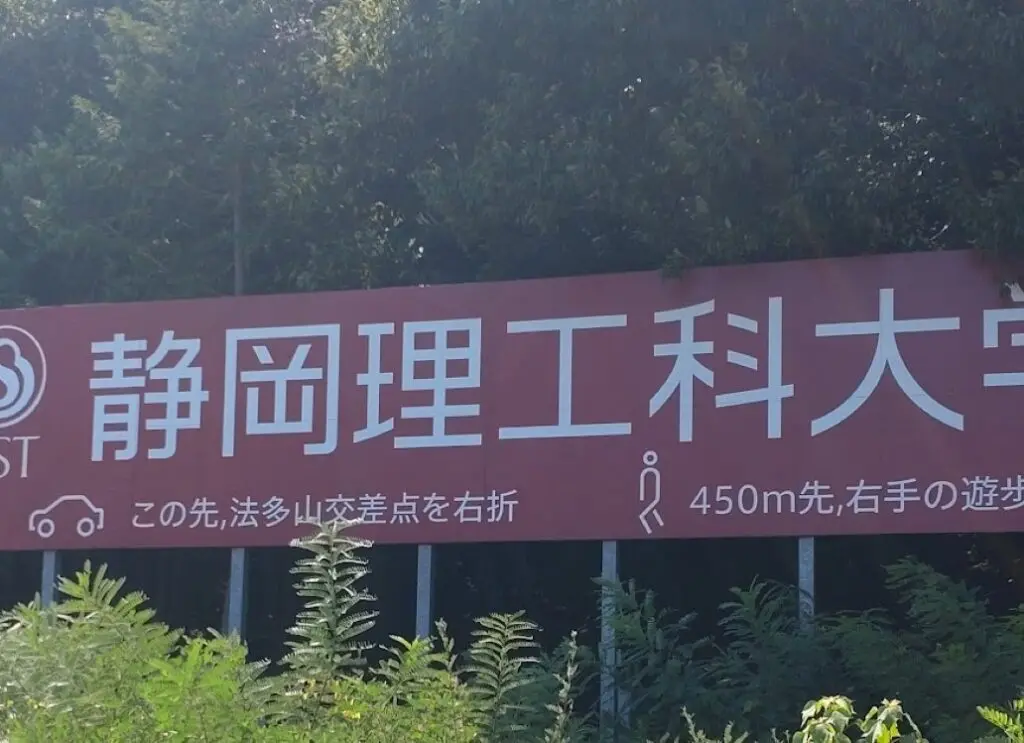 静岡理工科大学
ST
この先,法多山交差点を右折
450m先,右手の遊歩